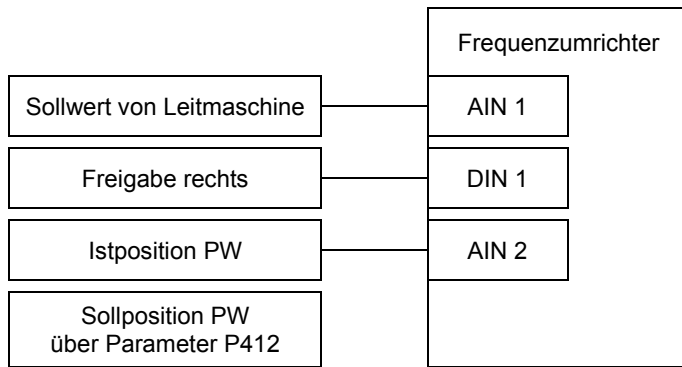 Frequenzumrichter
Sollwert von Leitmaschine
AIN 1
Freigabe rechts
DIN 1
Istposition PW
AIN 2
Sollposition PW
über Parameter P412